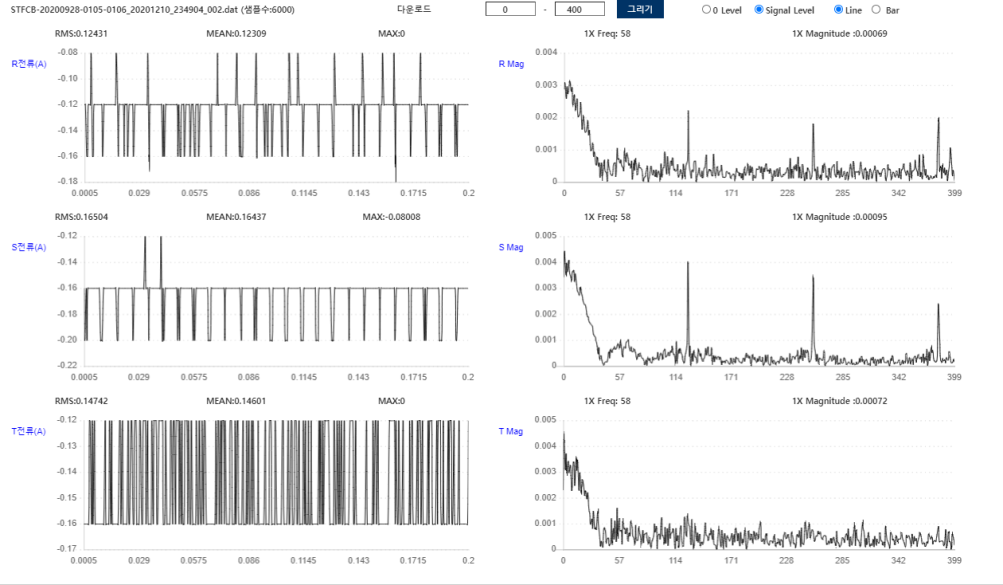 STFCB-20200928-0105-0106_20201210_234904_002.dat (샘플수:6000) 다운로드 0 - 400 그리기 0 Level Signal Level Line Bar
RMS:0.12431 MEAN:0.12309 MAX:0 1X Freq: 58 1X Magnitude :0.00069
R전류(A) R Mag
-0.08
-0.10
-0.12
-0.14
-0.16
-0.18
0.0005 0.029 0.0575 0.086 0.1145 0.143 0.1715 0.2
0.004
0.003
0.002
0.001
0
0 57 114 171 228 285 342 399
RMS:0.16504 MEAN:0.16437 MAX:-0.08008 1X Freq: 58 1X Magnitude :0.00095
S전류(A) S Mag
-0.12
-0.14
-0.16
-0.18
-0.20
-0.22
0.0005 0.029 0.0575 0.086 0.1145 0.143 0.1715 0.2
0.005
0.004
0.003
0.002
0.001
0
0 57 114 171 228 285 342 399
RMS:0.14742 MEAN:0.14601 MAX:0 1X Freq: 58 1X Magnitude :0.00072
T전류(A) T Mag
-0.12
-0.13
-0.14
-0.15
-0.16
-0.17
0.0005 0.029 0.0575 0.086 0.1145 0.143 0.1715 0.2
0.005
0.004
0.003
0.002
0.001
0
0 57 114 171 228 285 342 399